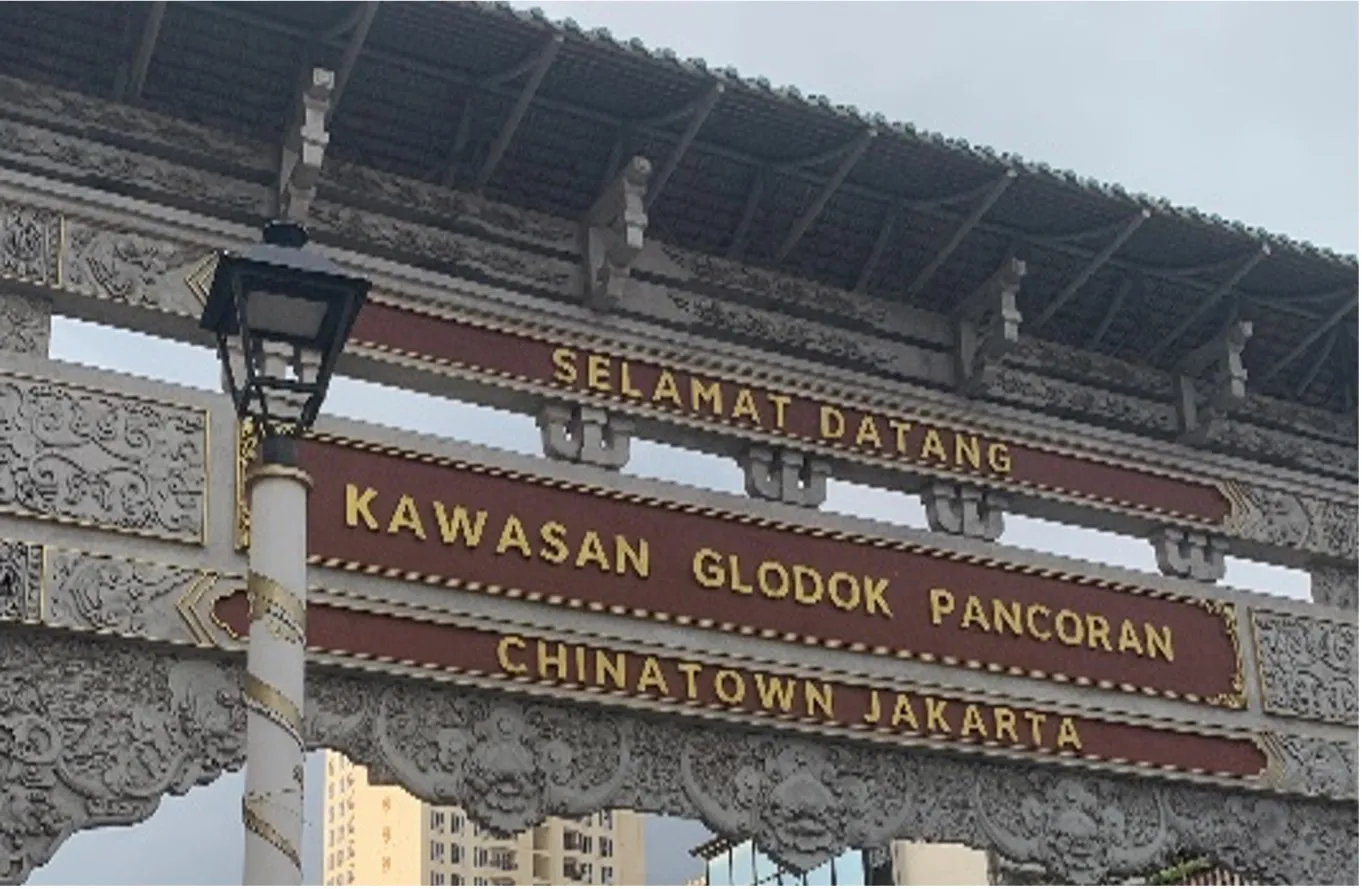 SELAMAT DATANG
KAWASAN GLODOK PANCORAN
CHINATOWN JAKARTA